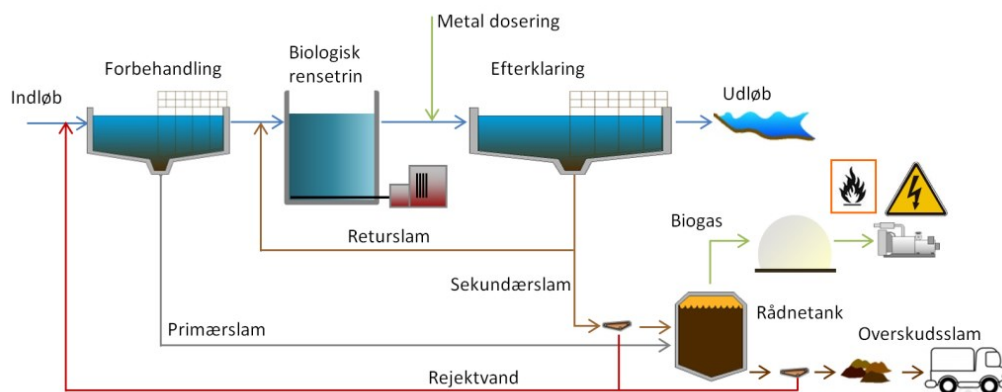 Metal dosering
Forbehandling
Biologisk
rensetrin
Efterklaring
Indløb
Udløb
Returslam
Biogas
Sekundærslam
Primærslam
Rådnetank
Overskudsslam
Rejektvand